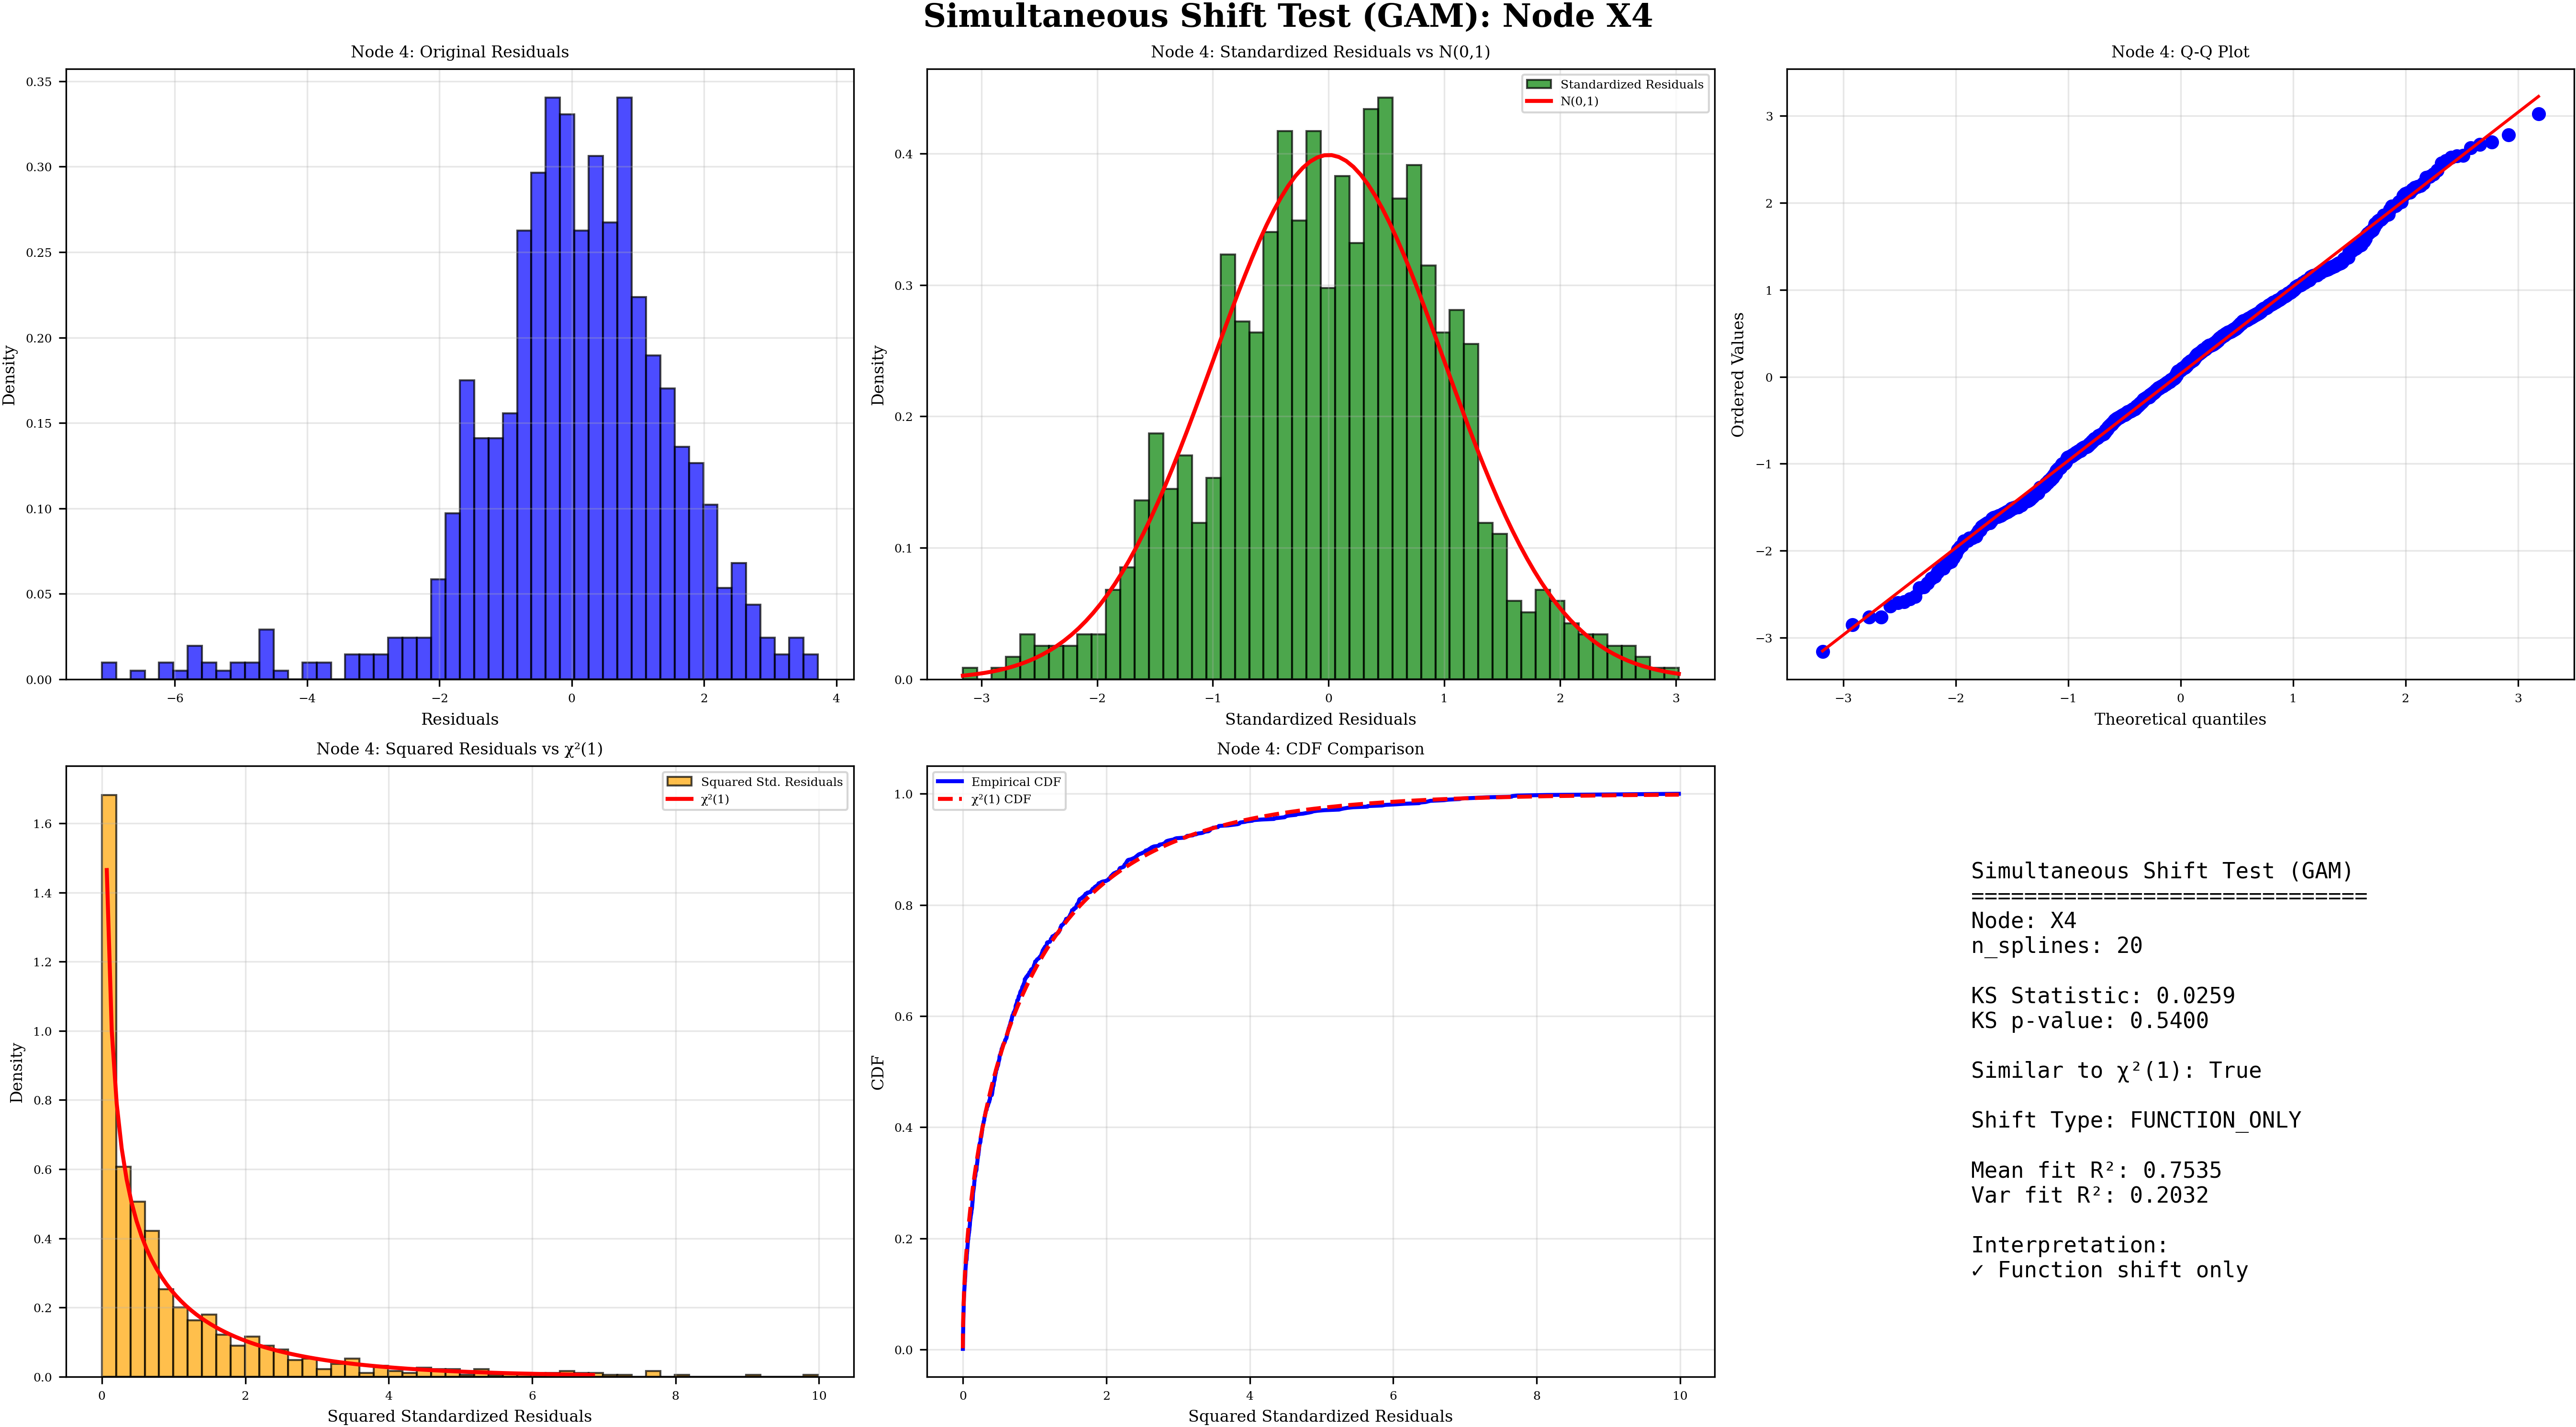 Simultaneous Shift Test (GAM): Node X4
Node 4: Original Residuals
0.35
0.30
0.25
0.20
0.15
0.10
0.05
0.00
Density
−6
−4
−2
0
2
4
Residuals
Node 4: Standardized Residuals vs N(0,1)
Standardized Residuals
N(0,1)
0.4
0.3
0.2
0.1
0.0
Density
−3
−2
−1
0
1
2
3
Standardized Residuals
Node 4: Q-Q Plot
3
2
1
0
−1
−2
−3
Ordered Values
−3
−2
−1
0
1
2
3
Theoretical quantiles
Node 4: Squared Residuals vs χ²(1)
Squared Std. Residuals
χ²(1)
1.6
1.4
1.2
1.0
0.8
0.6
0.4
0.2
0.0
Density
0
2
4
6
8
10
Squared Standardized Residuals
Node 4: CDF Comparison
Empirical CDF
χ²(1) CDF
1.0
0.8
0.6
0.4
0.2
0.0
CDF
0
2
4
6
8
10
Squared Standardized Residuals
Simultaneous Shift Test (GAM)
==============================
Node: X4
n_splines: 20
KS Statistic: 0.0259
KS p-value: 0.5400
Similar to χ²(1): True
Shift Type: FUNCTION_ONLY
Mean fit R²: 0.7535
Var fit R²: 0.2032
Interpretation:
✓ Function shift only